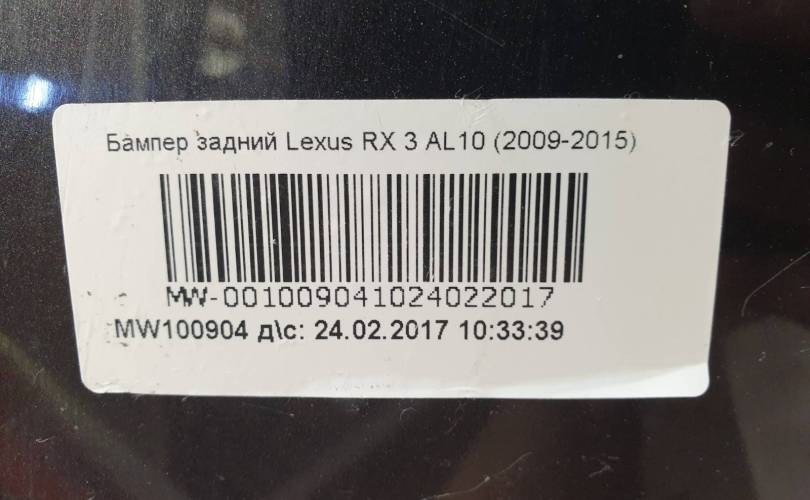 Бампер задний Lexus RX 3 AL10 (2009-2015)
MW-001009041024022017
MW100904 д\с: 24.02.2017 10:33:39